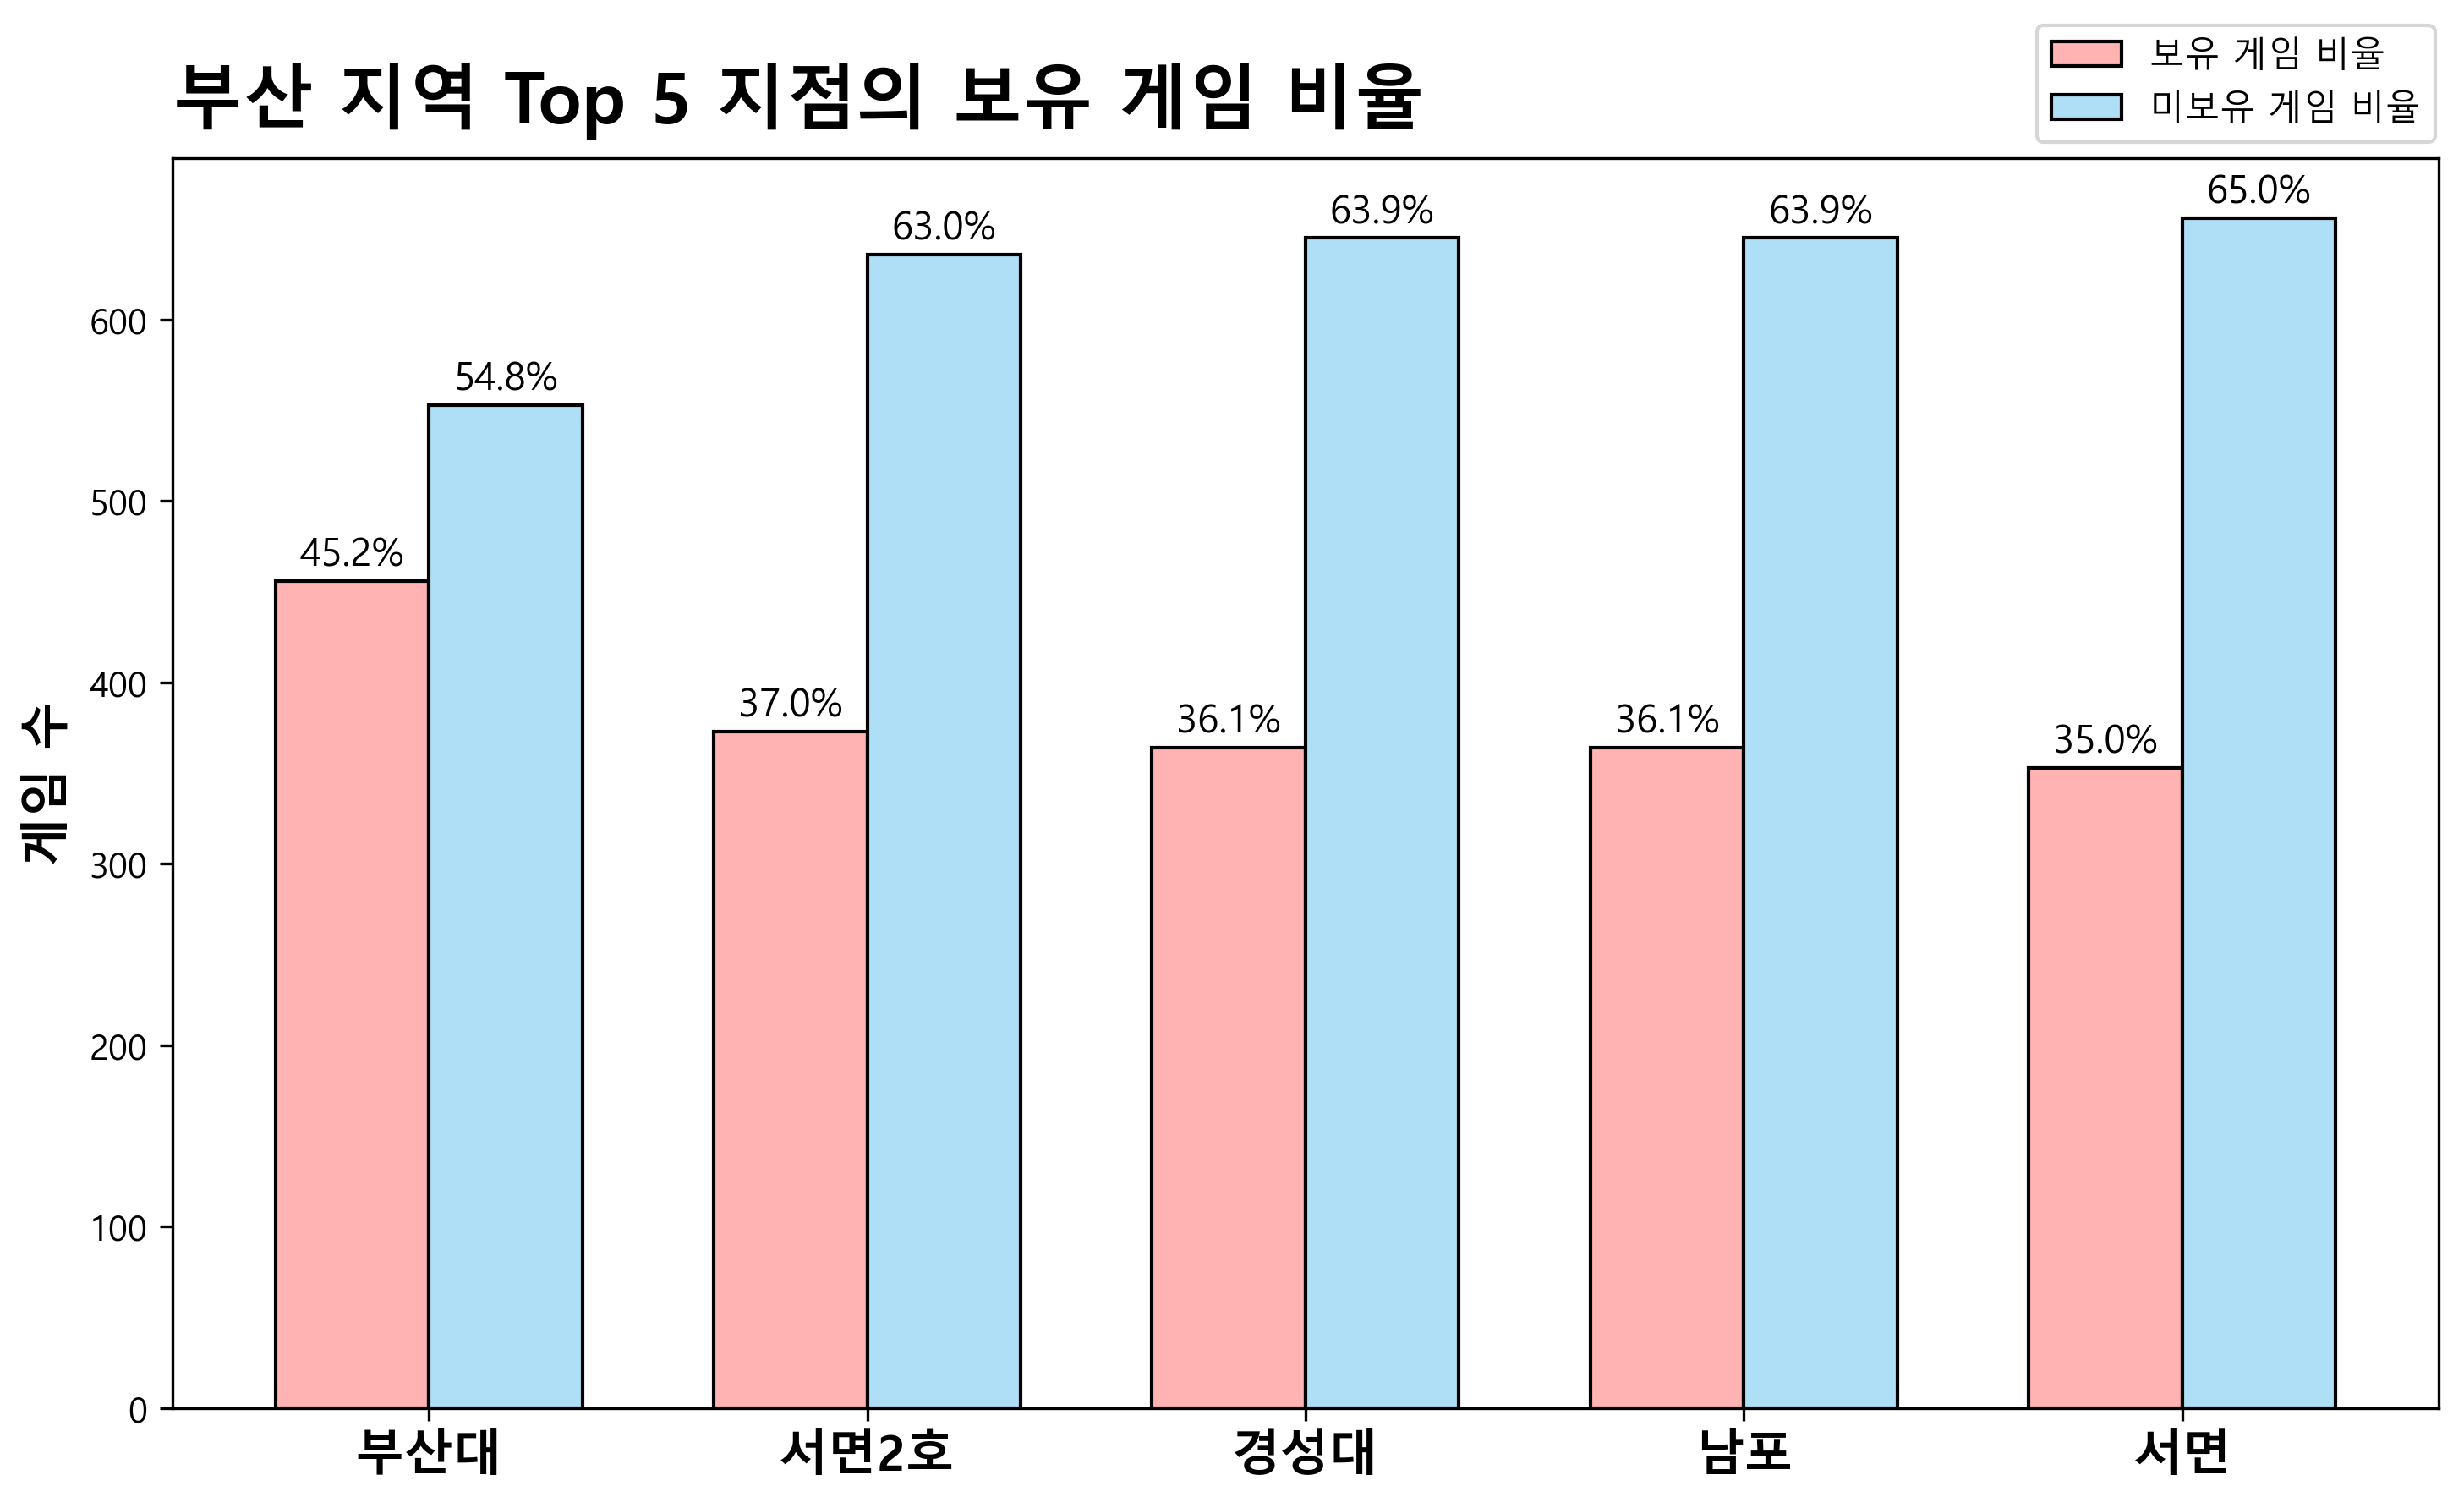 부산 지역 Top 5 지점의 보유 게임 비율
보유 게임 비율
미보유 게임 비율
게임 수
600
500
400
300
200
100
0
45.2%
54.8%
37.0%
63.0%
36.1%
63.9%
36.1%
63.9%
35.0%
65.0%
부산대
서면2호
경성대
남포
서면